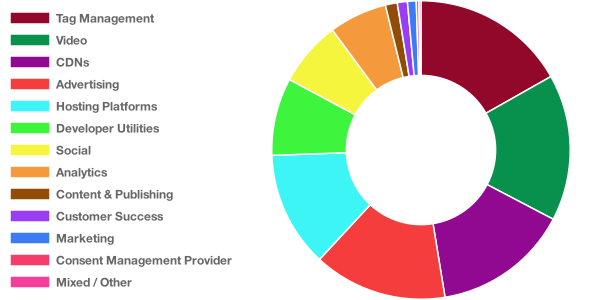 Tag Management
Video
CDNs
Advertising
Hosting Platforms
Developer Utilities
Social
Analytics
Content & Publishing
Customer Success
Marketing
Consent Management Provider
Mixed / Other